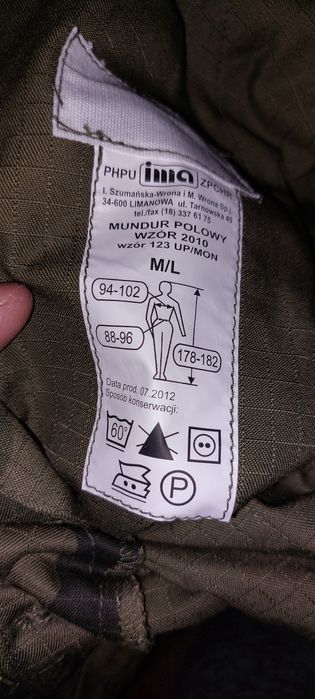 PHPU ima ZPCHR
I. Szumańska-Wrona i M. Wrona Sp.j.
34-600 LIMANOWA ul. Tarnowska 40
tel./fax (18) 337 61 75
MUNDUR POLOWY
WZÓR 2010
wzór 123 UP/MON
M/L
94-102
88-96
178-182
Data prod. 07.2012
Sposób konserwacji:
60°
P